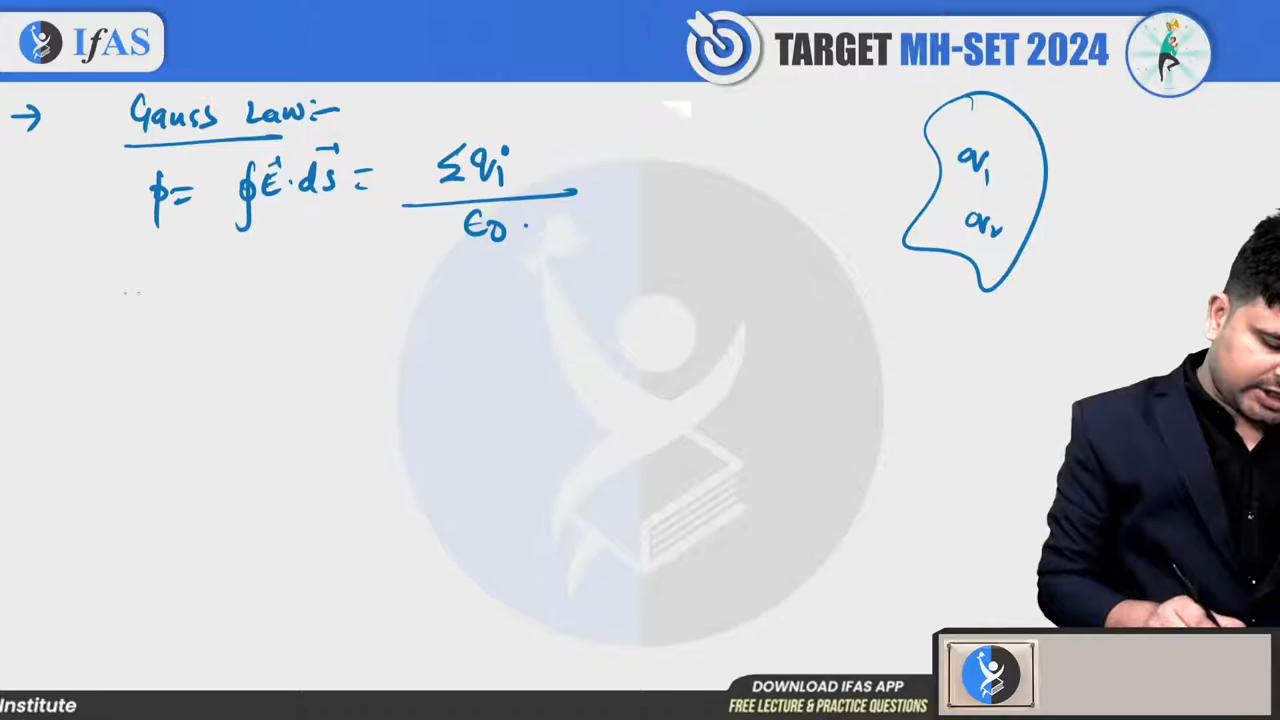 IfAS
TARGET MH-SET 2024
→ Gauss Law:-
φ = ∮E⃗.dS⃗ = Σqi / ε0.
q1
q2
DOWNLOAD IFAS APP
FREE LECTURE & PRACTICE QUESTIONS
Institute